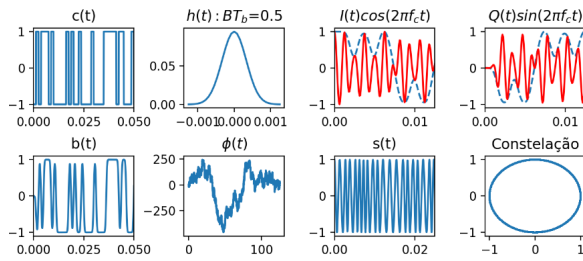 c(t)
h(t) : BT_b=0.5
I(t)cos(2πf_ct)
Q(t)sin(2πf_ct)
1
0
−1
0.000 0.025 0.050
0.05
0.00
−0.001 0.000 0.001
1
0
−1
0.00 0.01
1
0
−1
0.00 0.01
b(t)
ϕ(t)
s(t)
Constelação
1
0
−1
0.000 0.025 0.050
250
0
−250
0 100
1
0
−1
0.00 0.02
1
0
−1
−1 0 1